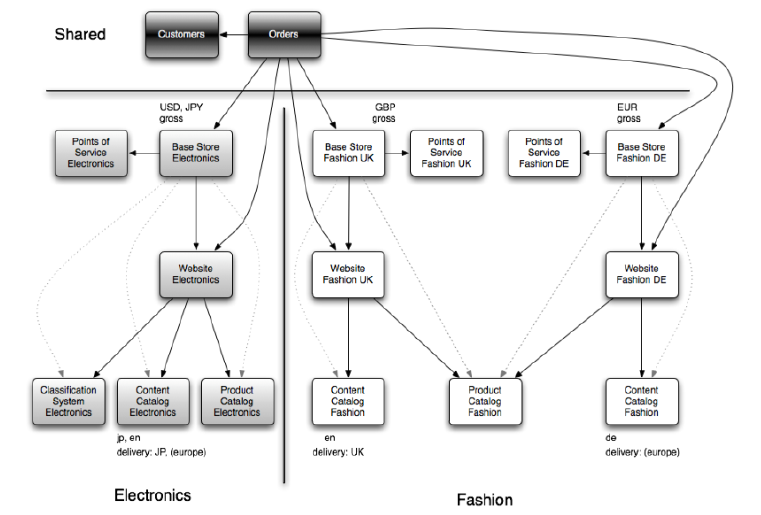 Shared
Customers
Orders
USD, JPY
gross
GBP
gross
EUR
gross
Points of
Service
Electronics
Base Store
Electronics
Base Store
Fashion UK
Points of
Service
Fashion UK
Points of
Service
Fashion DE
Base Store
Fashion DE
Website
Electronics
Website
Fashion UK
Website
Fashion DE
Classification
System
Electronics
Content
Catalog
Electronics
Product
Catalog
Electronics
Content
Catalog
Fashion
Product
Catalog
Fashion
Content
Catalog
Fashion
jp, en
delivery: JP, (europe)
en
delivery: UK
de
delivery: (europe)
Electronics
Fashion